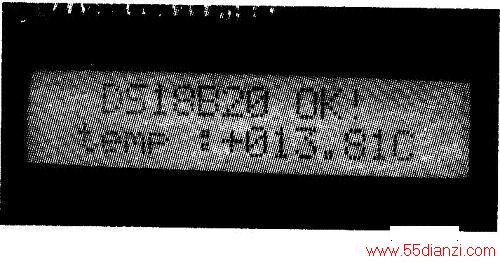 DS18B20 OK!
temp :+013.81C
www.55dianzi.com